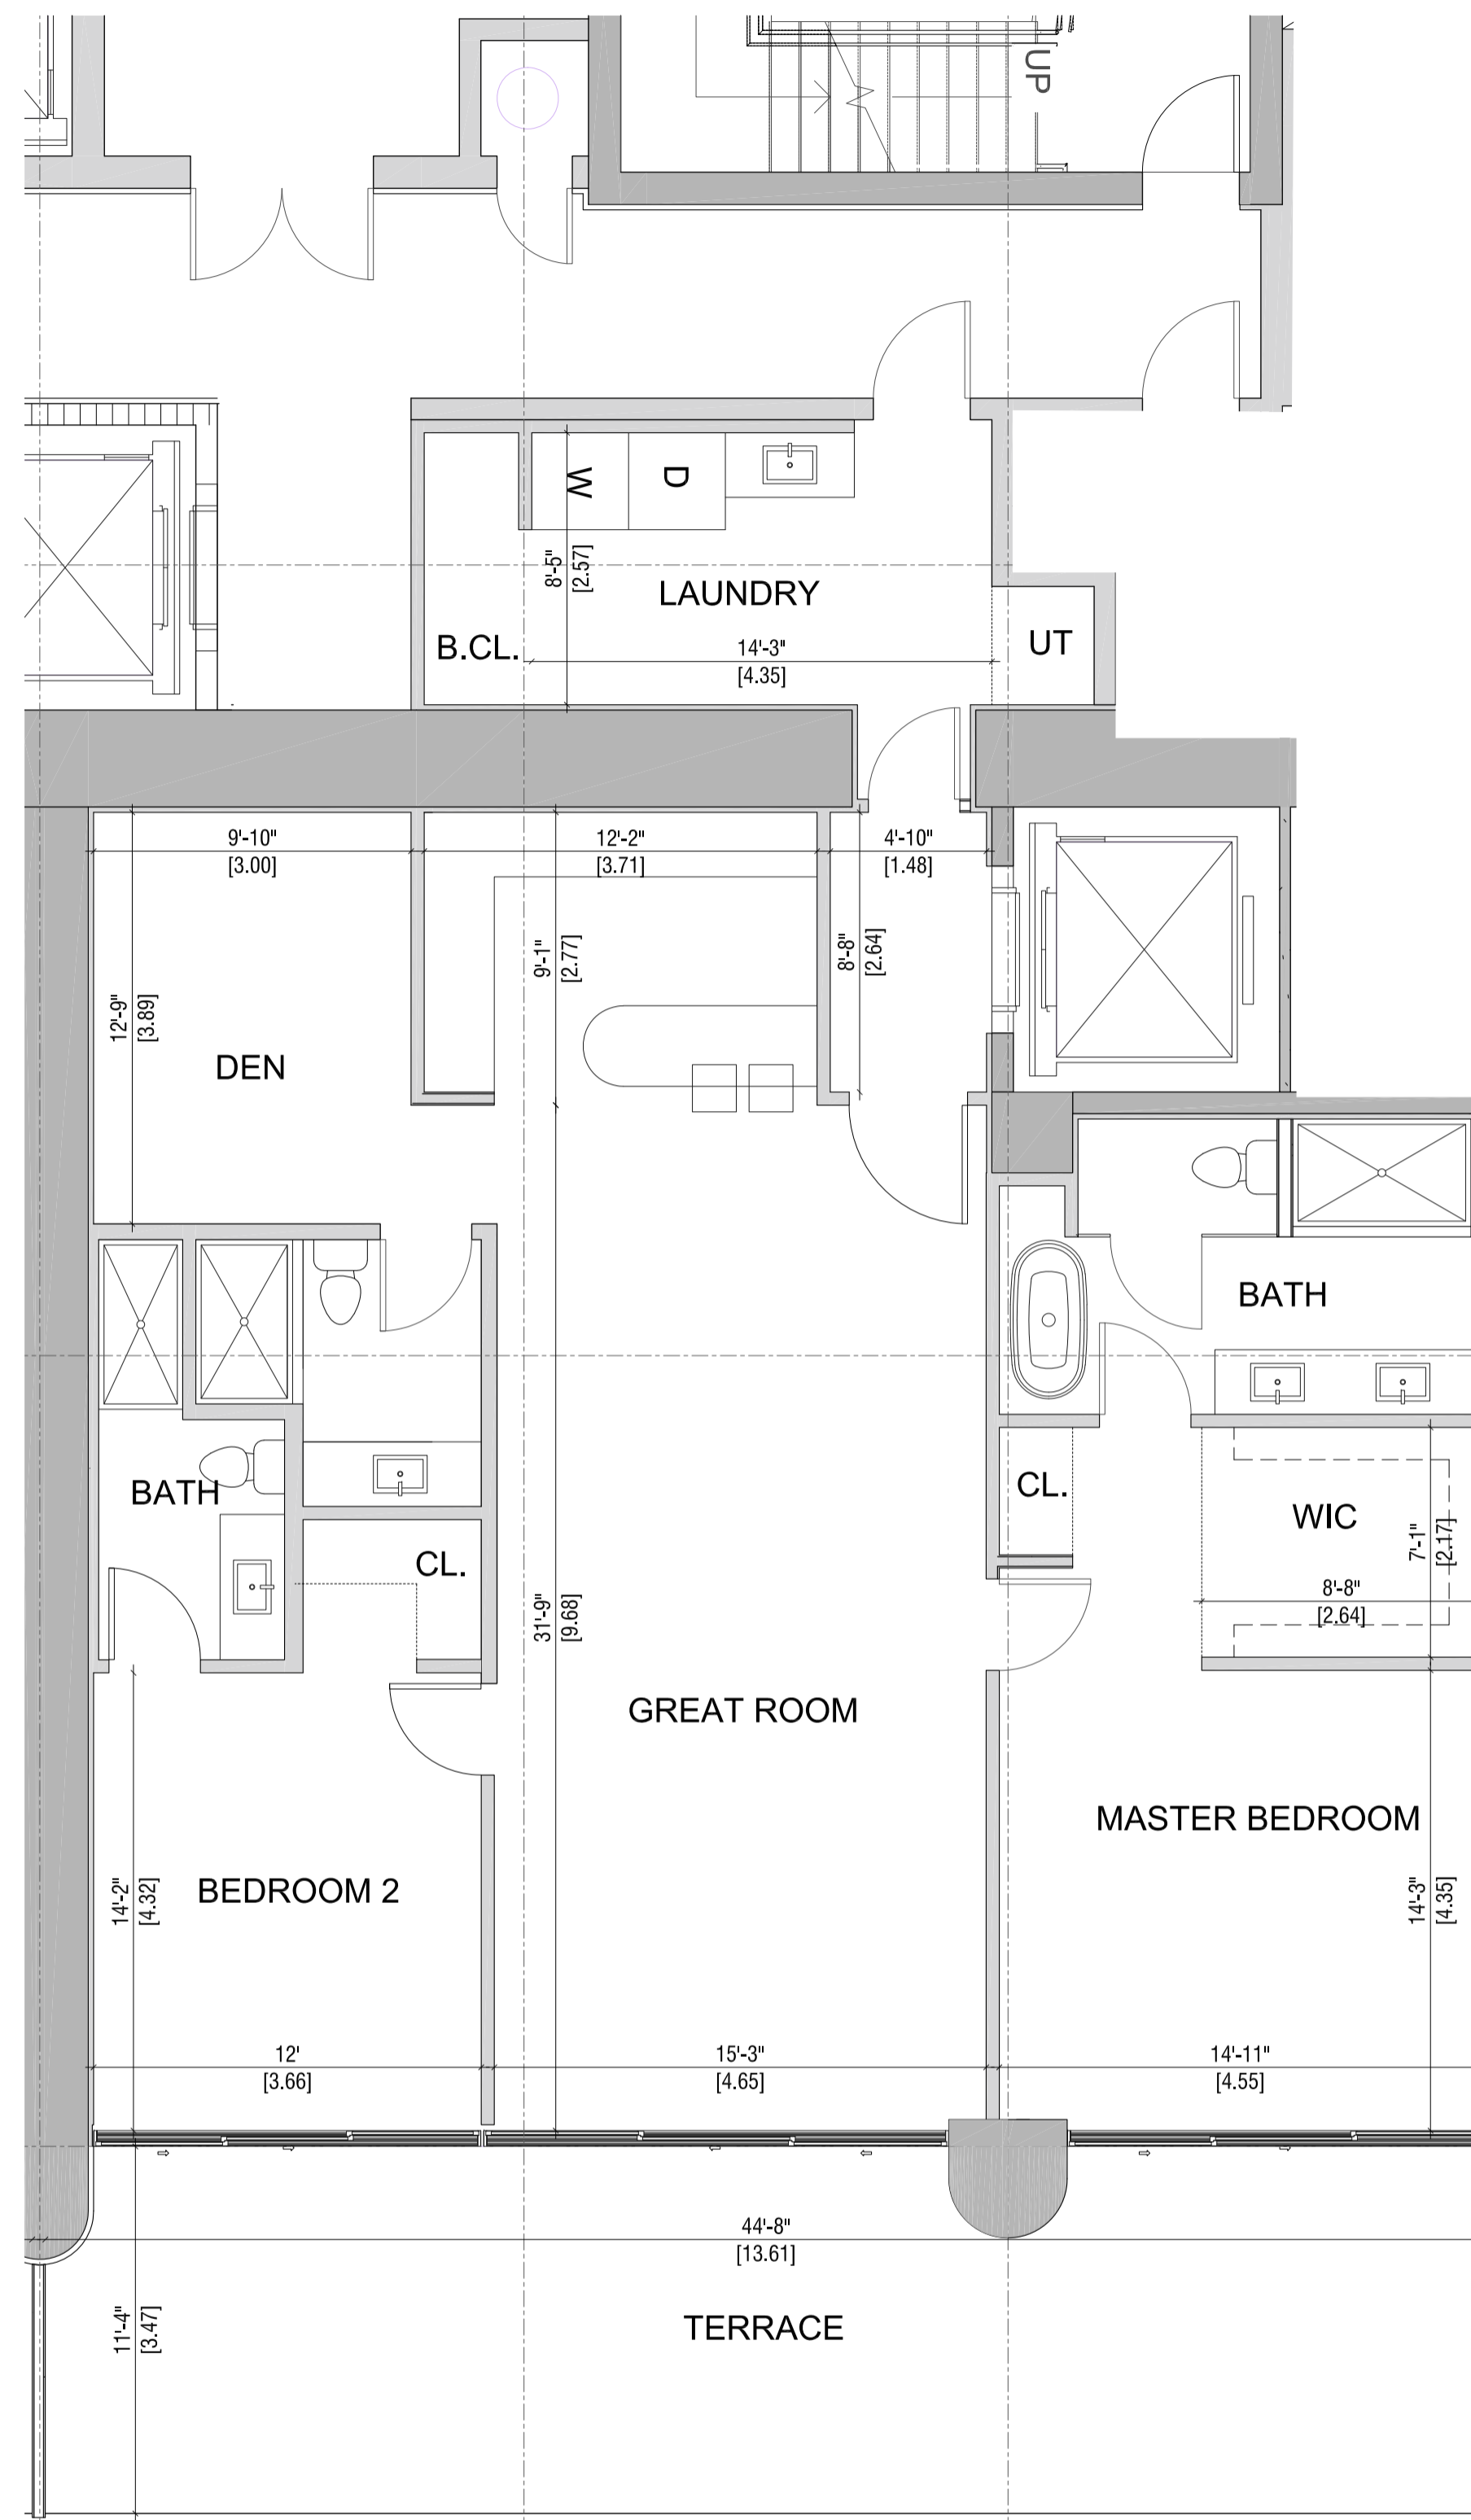 UP
W
D
8'-5"
[2.57]
LAUNDRY
B.CL.
14'-3"
[4.35]
UT
9'-10"
[3.00]
12'-2"
[3.71]
4'-10"
[1.48]
12'-9"
[3.89]
9'-1"
[2.77]
8'-8"
[2.64]
DEN
BATH
BATH
CL.
CL.
WIC
7'-1"
[2.17]
8'-8"
[2.64]
31'-9"
[9.68]
GREAT ROOM
MASTER BEDROOM
BEDROOM 2
14'-2"
[4.32]
14'-3"
[4.35]
12'
[3.66]
15'-3"
[4.65]
14'-11"
[4.55]
44'-8"
[13.61]
11'-4"
[3.47]
TERRACE